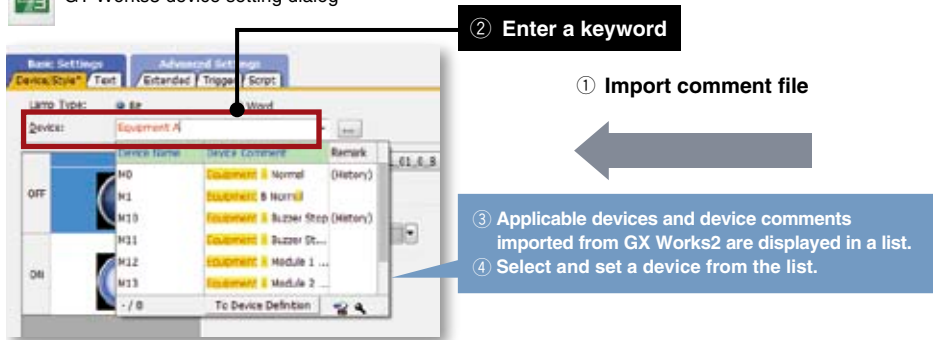 GT Works3 device setting dialog
② Enter a keyword
① Import comment file
Basic Settings Advanced Settings
Device/Style* Text Extended Trigger Script
Lamp Type: Bit Word
Device: Equipment A ...
Device Name Device Comment Remark
M0 Equipment A Normal (History)
M1 Equipment B Normal
M10 Equipment A Buzzer Stop (History)
M11 Equipment A Buzzer St...
M12 Equipment A Module 1 ...
M13 Equipment A Module 2 ...
- / 8 To Device Definition
OFF
ON
③ Applicable devices and device comments
imported from GX Works2 are displayed in a list.
④ Select and set a device from the list.